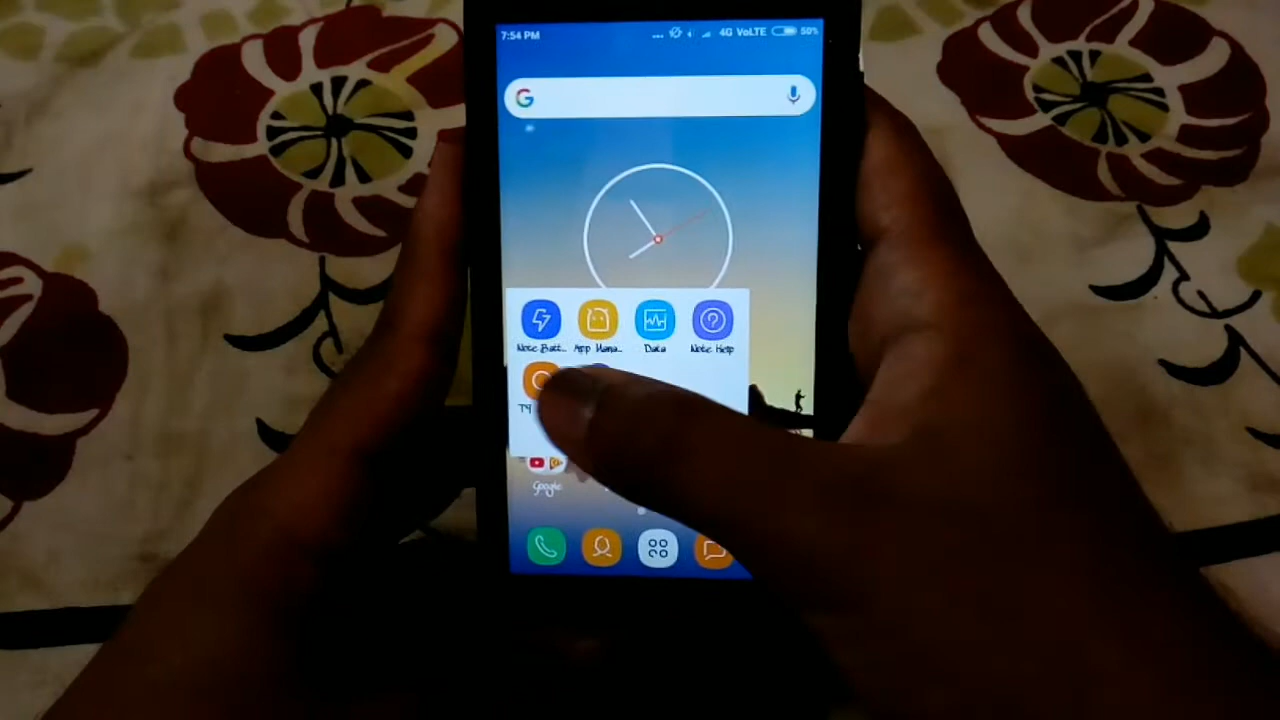 7:54 PM
... 4G VoLTE 50%
G
Note Batt...
App Mana...
Data
Note Help
Google